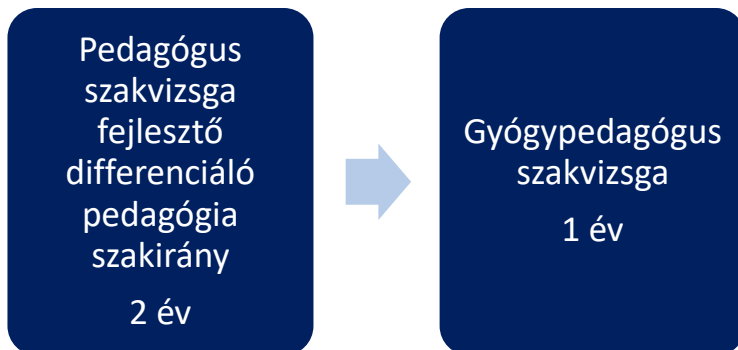 Pedagógus
szakvizsga
fejlesztő
differenciáló
pedagógia
szakirány
2 év
Gyógypedagógus
szakvizsga
1 év